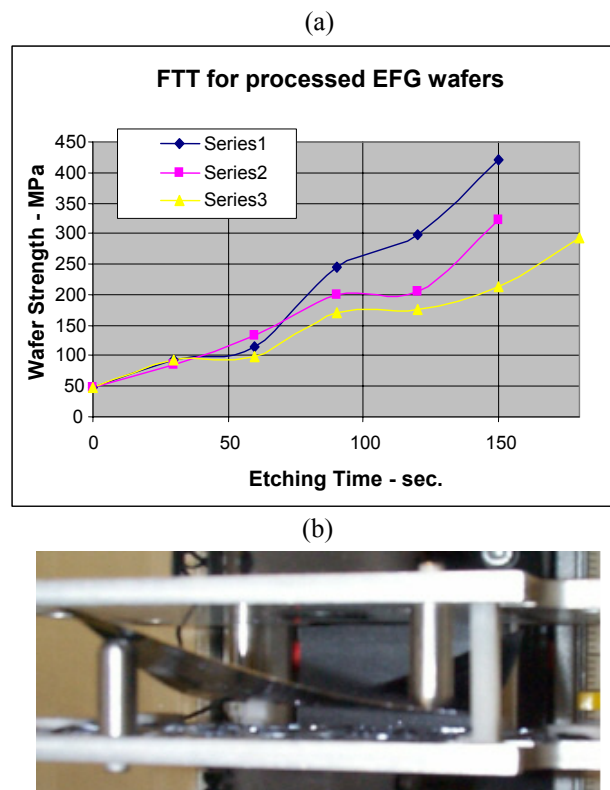 (a)
FTT for processed EFG wafers
450
400
350
300
250
200
150
100
50
0
Series1
Series2
Series3
Wafer Strength - MPa
0 50 100 150
Etching Time - sec.
(b)